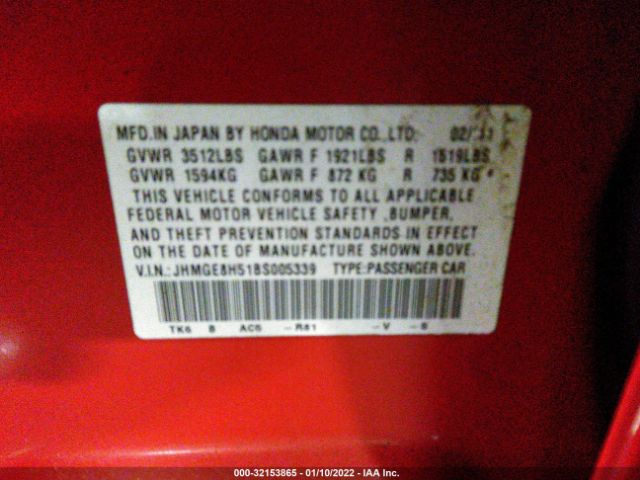 MFD. IN JAPAN BY HONDA MOTOR CO., LTD. 02/11
GVWR 3512LBS GAWR F 1921LBS R 1619LBS
GVWR 1594KG GAWR F 872 KG R 735 KG
THIS VEHICLE CONFORMS TO ALL APPLICABLE
FEDERAL MOTOR VEHICLE SAFETY ,BUMPER,
AND THEFT PREVENTION STANDARDS IN EFFECT
ON THE DATE OF MANUFACTURE SHOWN ABOVE.
V.I.N.: JHMGE8H51BS005339 TYPE:PASSENGER CAR
TK6 B AC5 -R81 -V -B
000-32153865 - 01/10/2022 - IAA Inc.